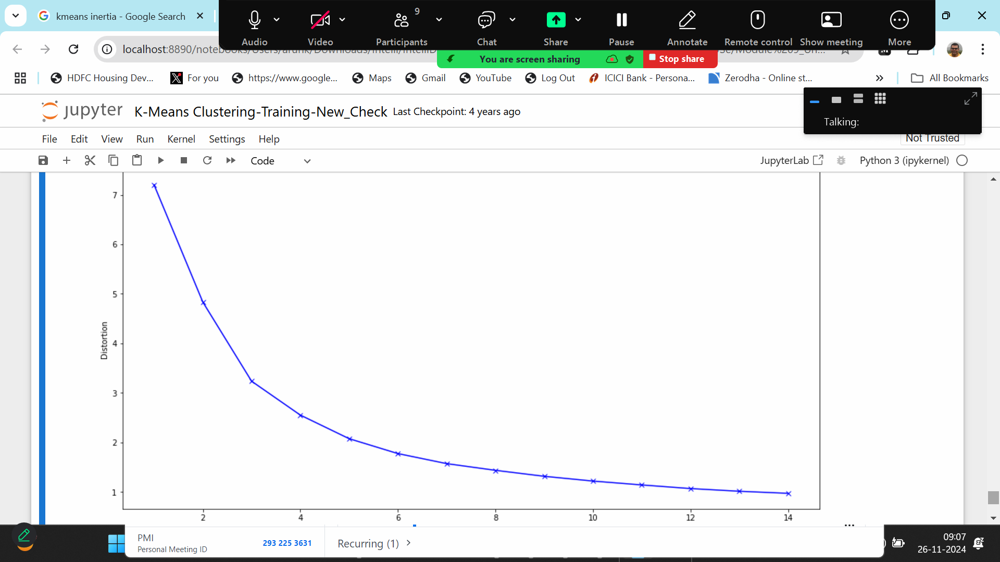 kmeans inertia - Google Search
9
Audio
Video
Participants
Chat
Share
Pause
Annotate
Remote control
Show meeting
More
You are screen sharing
Stop share
HDFC Housing Dev...
For you
https://www.google...
Maps
Gmail
YouTube
Log Out
ICICI Bank - Persona...
Zerodha - Online st...
All Bookmarks
Talking:
jupyter
K-Means Clustering-Training-New_Check
Last Checkpoint: 4 years ago
File
Edit
View
Run
Kernel
Settings
Help
Not Trusted
Code
JupyterLab
Python 3 (ipykernel)
7
6
5
4
3
2
1
Distortion
2
4
6
8
10
12
14
PMI
Personal Meeting ID
293 225 3631
Recurring (1)
09:07
26-11-2024